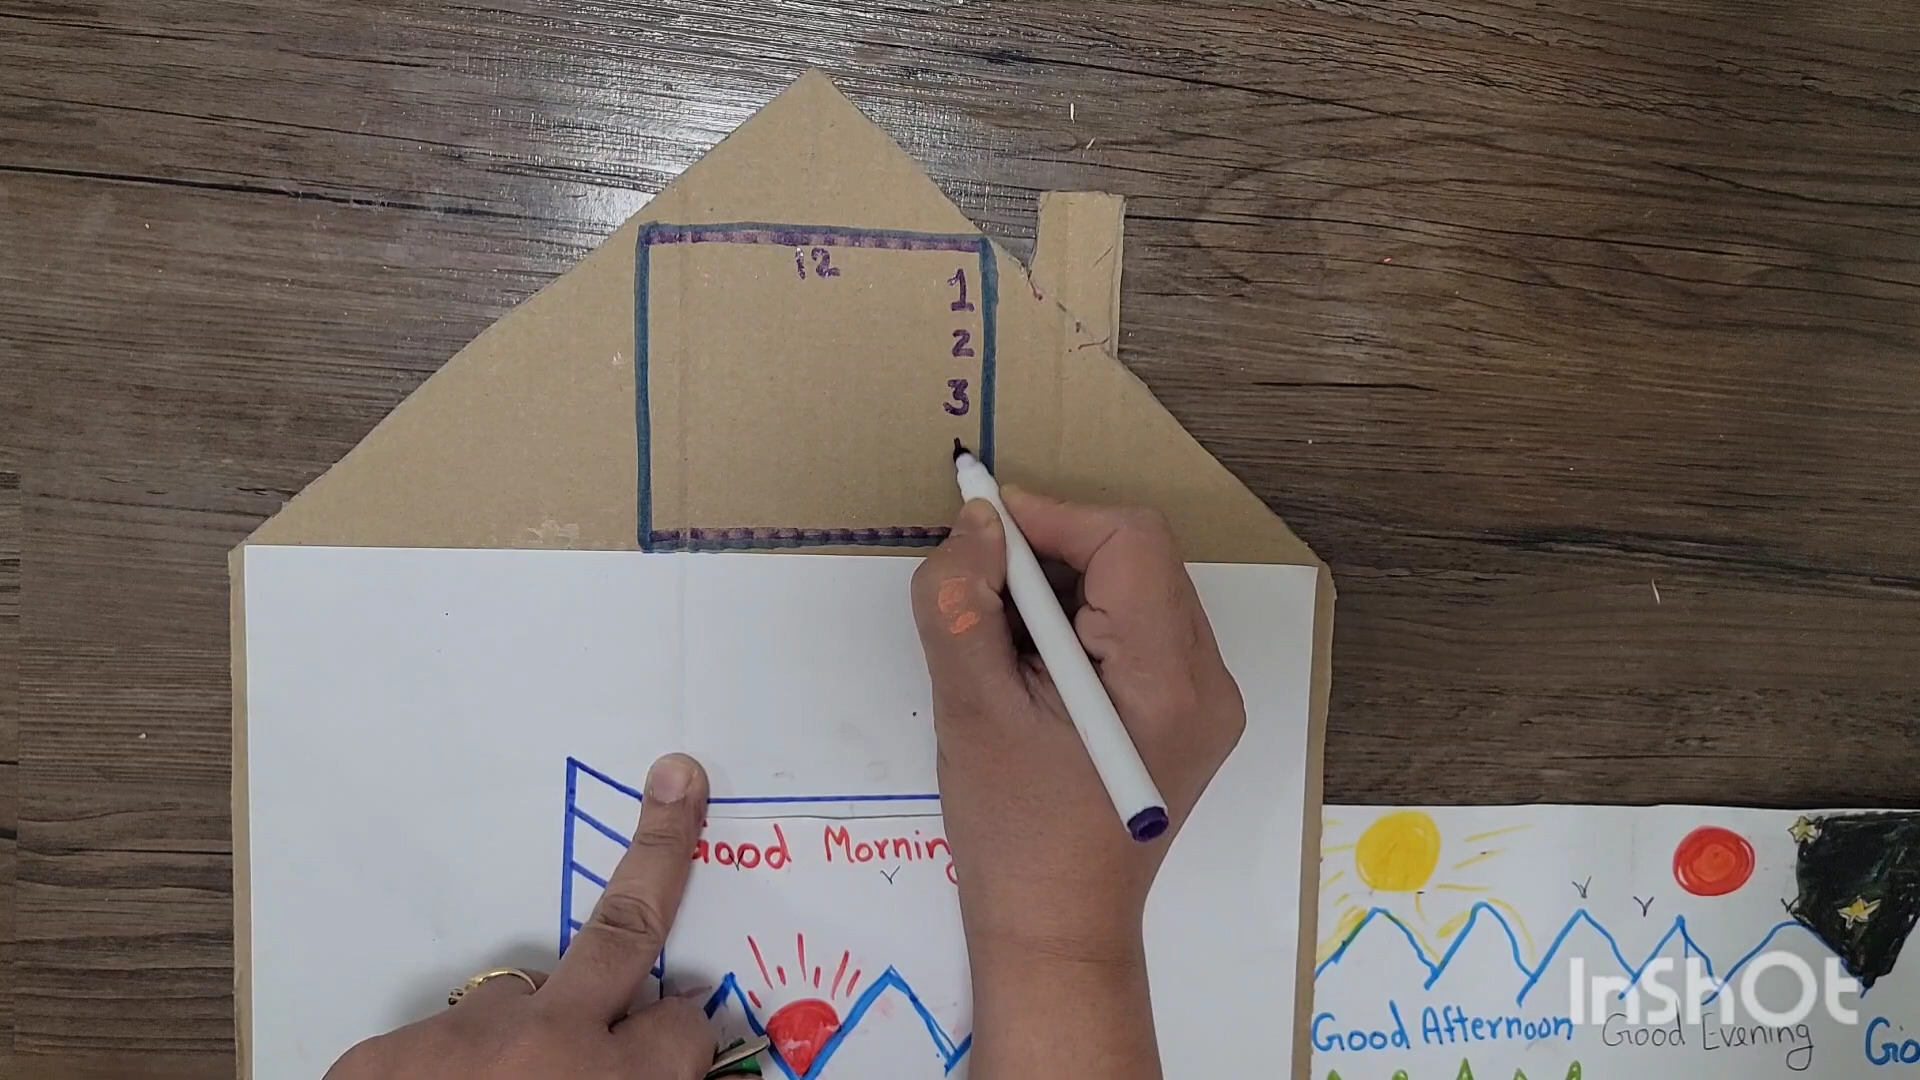 12
1
2
3
Good Morning
Good Afternoon
Good Evening
InShOt